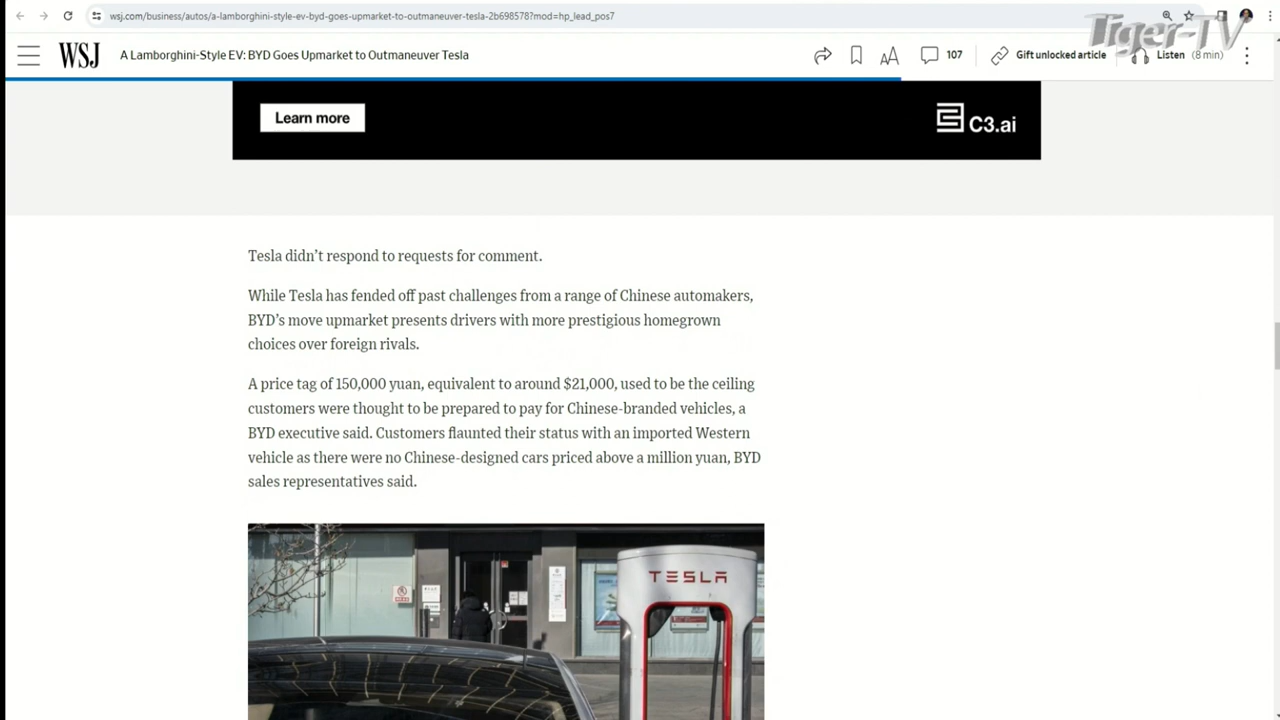 wsj.com/business/autos/a-lamborghini-style-ev-byd-goes-upmarket-to-outmaneuver-tesla-2b698578?mod=hp_lead_pos7
Tiger-TV
WSJ A Lamborghini-Style EV: BYD Goes Upmarket to Outmaneuver Tesla AA 107 Gift unlocked article Listen (8 min)
Learn more C3.ai
Tesla didn’t respond to requests for comment.
While Tesla has fended off past challenges from a range of Chinese automakers,
BYD’s move upmarket presents drivers with more prestigious homegrown
choices over foreign rivals.
A price tag of 150,000 yuan, equivalent to around $21,000, used to be the ceiling
customers were thought to be prepared to pay for Chinese-branded vehicles, a
BYD executive said. Customers flaunted their status with an imported Western
vehicle as there were no Chinese-designed cars priced above a million yuan, BYD
sales representatives said.
TESLA